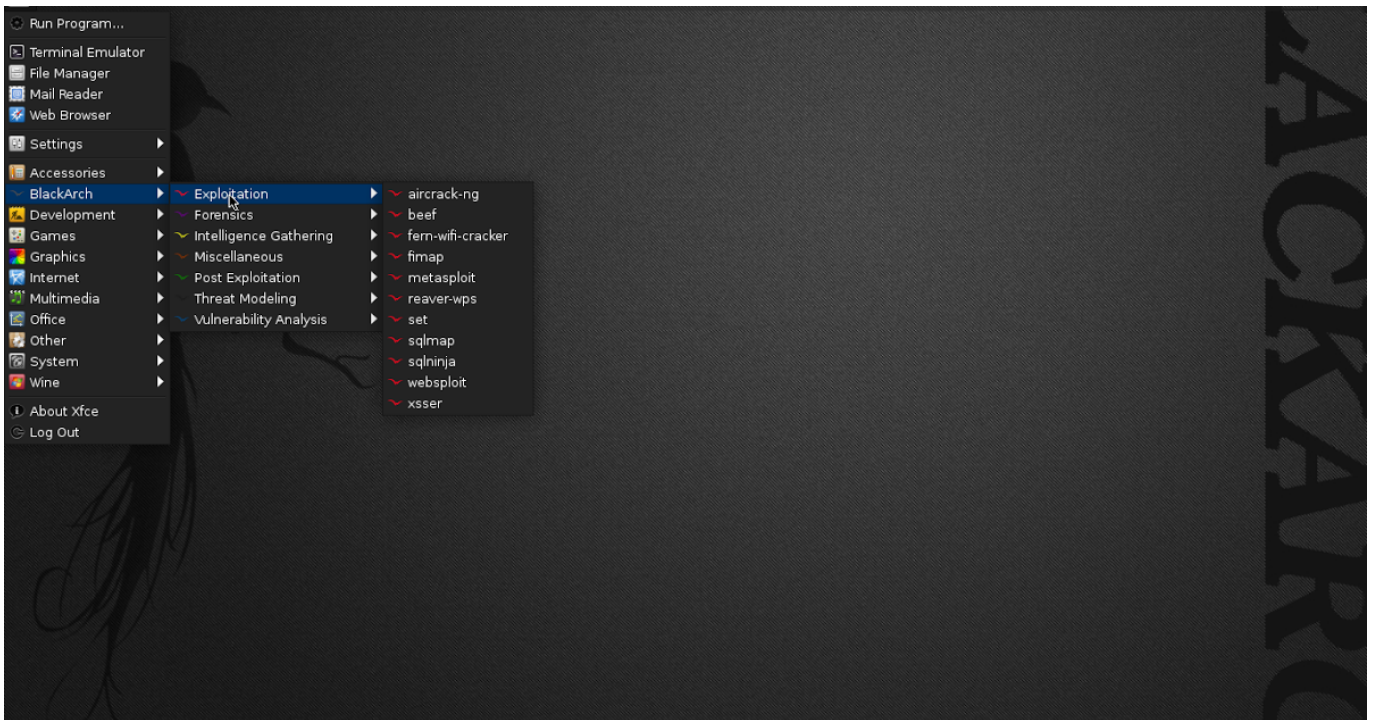 Run Program...
Terminal Emulator
File Manager
Mail Reader
Web Browser
Settings
Accessories
BlackArch
Development
Games
Graphics
Internet
Multimedia
Office
Other
System
Wine
About Xfce
Log Out
Exploitation
Forensics
Intelligence Gathering
Miscellaneous
Post Exploitation
Threat Modeling
Vulnerability Analysis
aircrack-ng
beef
fern-wifi-cracker
fimap
metasploit
reaver-wps
set
sqlmap
sqlninja
websploit
xsser
LACKARC